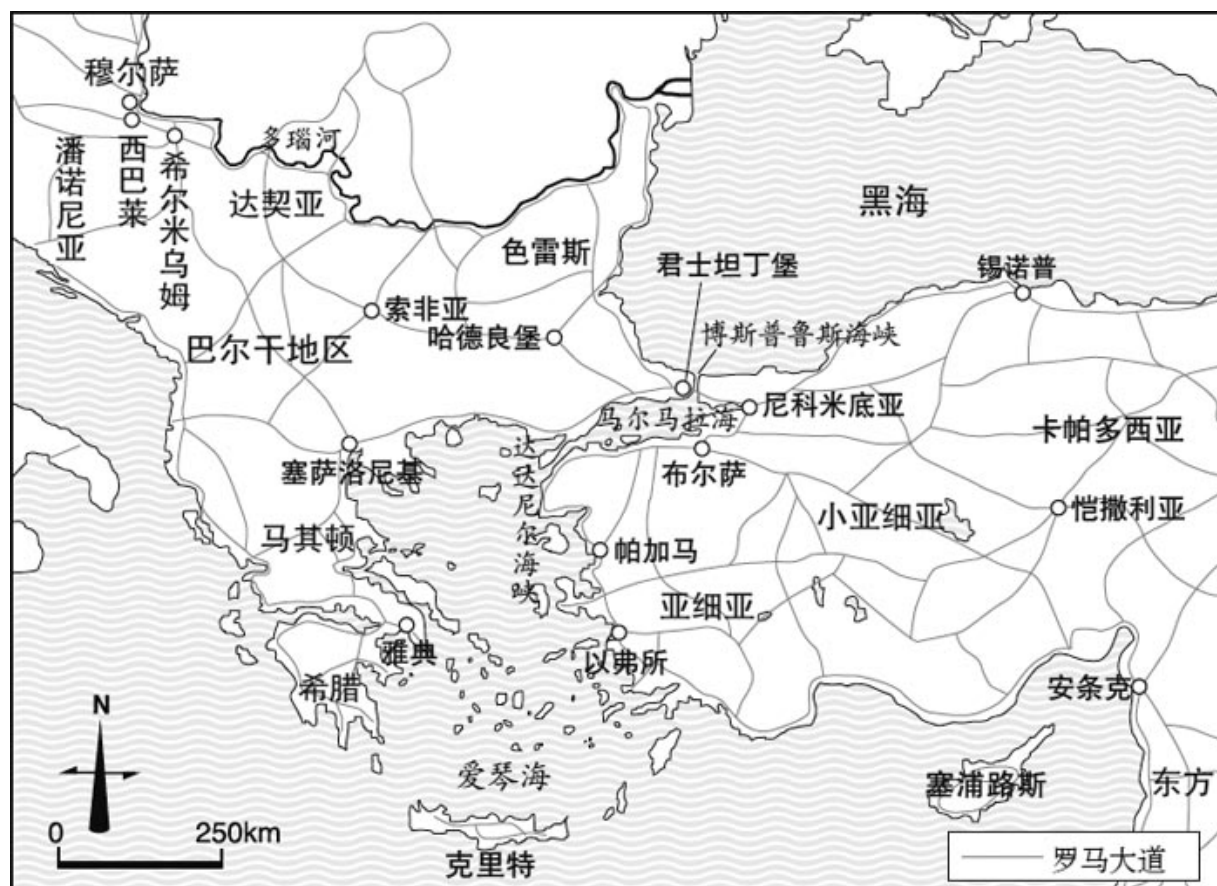 穆尔萨
西巴莱
希尔米乌姆
潘诺尼亚
多瑙河
达契亚
黑海
色雷斯
君士坦丁堡
锡诺普
索非亚
哈德良堡
博斯普鲁斯海峡
巴尔干地区
马尔马拉海
尼科米底亚
卡帕多西亚
塞萨洛尼基
达达尼尔海峡
布尔萨
小亚细亚
恺撒利亚
马其顿
帕加马
亚细亚
雅典
以弗所
希腊
安条克
爱琴海
塞浦路斯
东方
克里特
N
0 250km
罗马大道